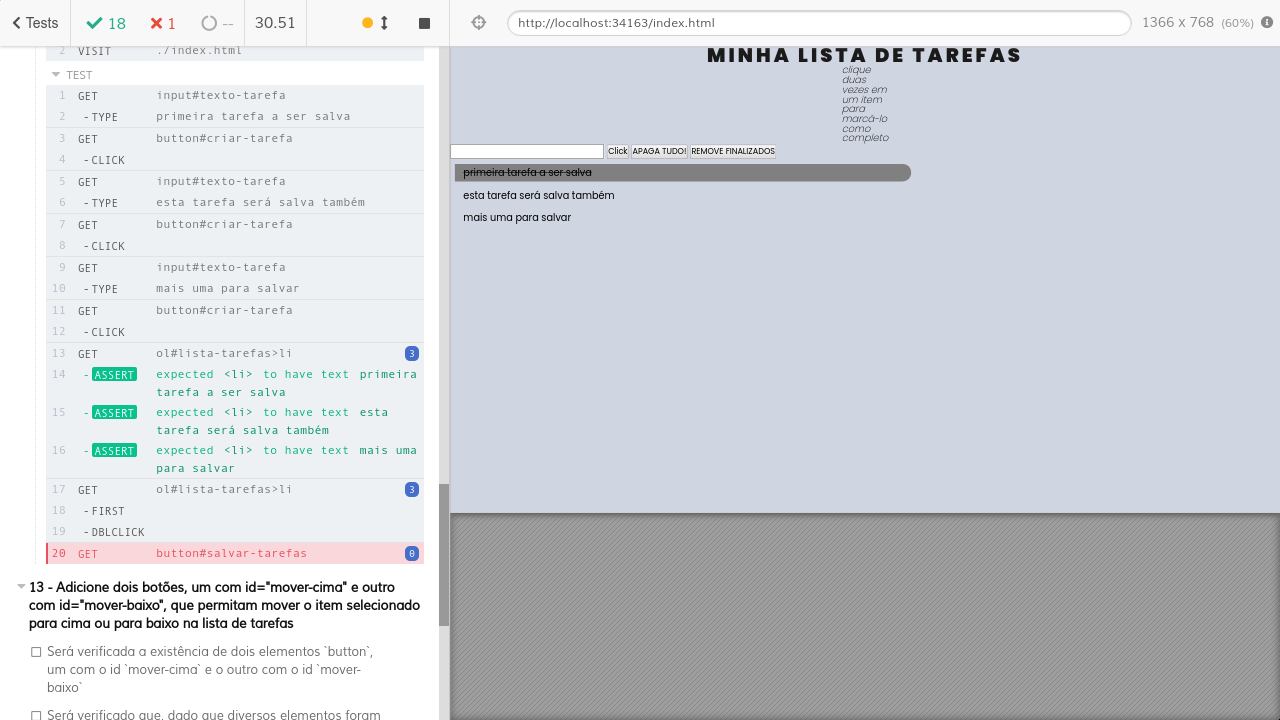 Tests 18 1 -- 30.51 http://localhost:34163/index.html 1366 x 768 (60%)
2 VISIT ./index.html
TEST
1 GET input#texto-tarefa
2 -TYPE primeira tarefa a ser salva
3 GET button#criar-tarefa
4 -CLICK
5 GET input#texto-tarefa
6 -TYPE esta tarefa será salva também
7 GET button#criar-tarefa
8 -CLICK
9 GET input#texto-tarefa
10 -TYPE mais uma para salvar
11 GET button#criar-tarefa
12 -CLICK
13 GET ol#lista-tarefas>li 3
14 -ASSERT expected <li> to have text primeira
tarefa a ser salva
15 -ASSERT expected <li> to have text esta
tarefa será salva também
16 -ASSERT expected <li> to have text mais uma
para salvar
17 GET ol#lista-tarefas>li 3
18 -FIRST
19 -DBLCLICK
20 GET button#salvar-tarefas 0
13 - Adicione dois botões, um com id="mover-cima" e outro
com id="mover-baixo", que permitam mover o item selecionado
para cima ou para baixo na lista de tarefas
Será verificada a existência de dois elementos `button`,
um com o id `mover-cima` e o outro com o id `mover-
baixo`
Será verificado que, dado que diversos elementos foram
MINHA LISTA DE TAREFAS
clique
duas
vezes em
um item
para
marcá-lo
como
completo
Click APAGA TUDO! REMOVE FINALIZADOS
primeira tarefa a ser salva
esta tarefa será salva também
mais uma para salvar